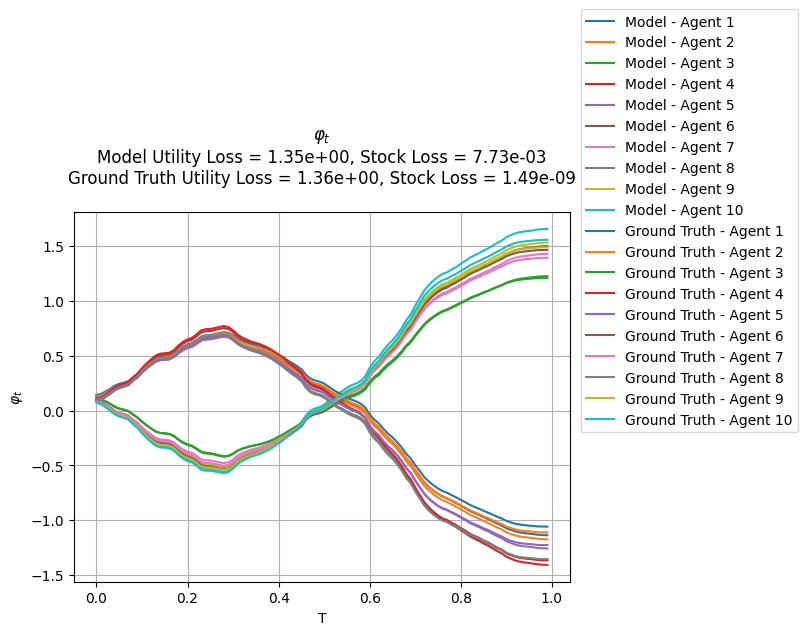 φt
Model Utility Loss = 1.35e+00, Stock Loss = 7.73e-03
Ground Truth Utility Loss = 1.36e+00, Stock Loss = 1.49e-09
Model - Agent 1
Model - Agent 2
Model - Agent 3
Model - Agent 4
Model - Agent 5
Model - Agent 6
Model - Agent 7
Model - Agent 8
Model - Agent 9
Model - Agent 10
Ground Truth - Agent 1
Ground Truth - Agent 2
Ground Truth - Agent 3
Ground Truth - Agent 4
Ground Truth - Agent 5
Ground Truth - Agent 6
Ground Truth - Agent 7
Ground Truth - Agent 8
Ground Truth - Agent 9
Ground Truth - Agent 10
φt
1.5
1.0
0.5
0.0
−0.5
−1.0
−1.5
0.0 0.2 0.4 0.6 0.8 1.0
T